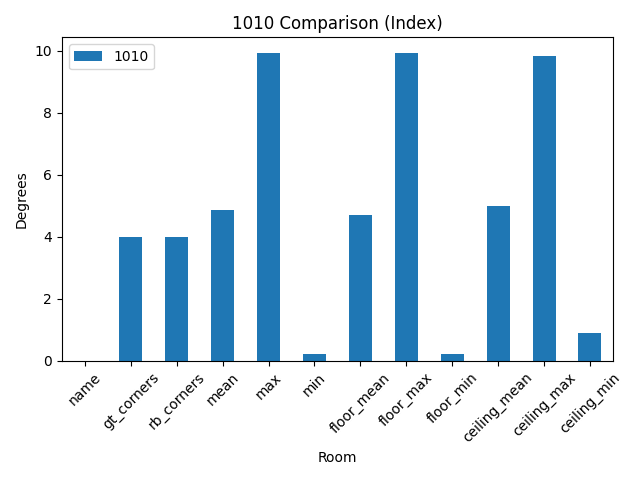 1010 Comparison (Index)
1010
Degrees
10
8
6
4
2
0
name
gt_corners
rb_corners
mean
max
min
floor_mean
floor_max
floor_min
ceiling_mean
ceiling_max
ceiling_min
Room